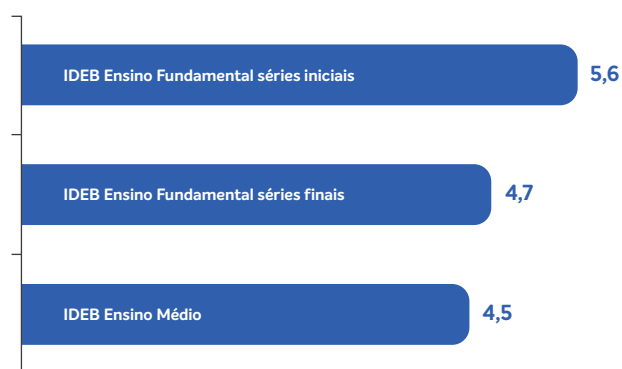 IDEB Ensino Fundamental séries iniciais 5,6
IDEB Ensino Fundamental séries finais 4,7
IDEB Ensino Médio 4,5